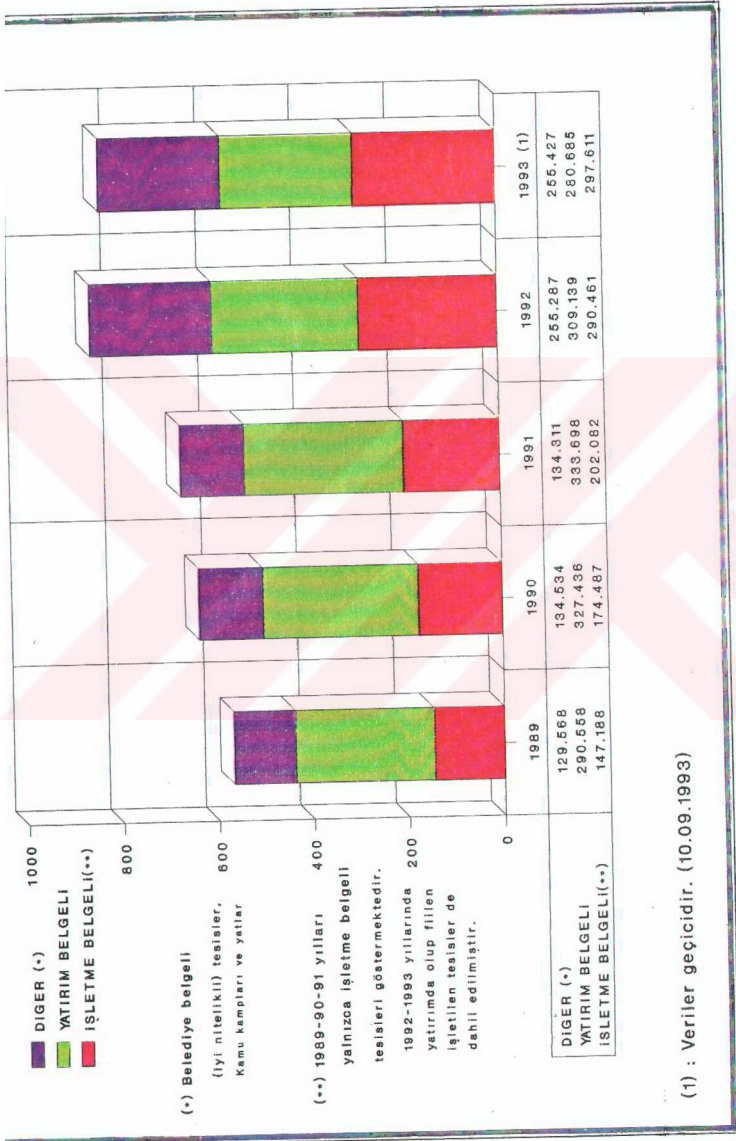 1000
800
600
400
200
0
DIGER (*)
YATIRIM BELGELI
IŞLETME BELGELI(**)
(*) Belediye belgeli
(iyi nitelikli) tesisler,
Kamu kampları ve yatlar
(**) 1989-90-91 yılları
yalnızca işletme belgeli
tesisleri göstermektedir.
1992-1993 yıllarında
yatırımda olup fiilen
işletilen tesisler de
dahil edilmiştir.
1989 1990 1991 1992 1993 (1)
DIGER (*) 129.568 134.534 134.311 255.287 255.427
YATIRIM BELGELI 290.558 327.436 333.698 309.139 280.685
ISLETME BELGELI(**) 147.188 174.487 202.082 290.461 297.611
(1) : Veriler geçicidir. (10.09.1993)